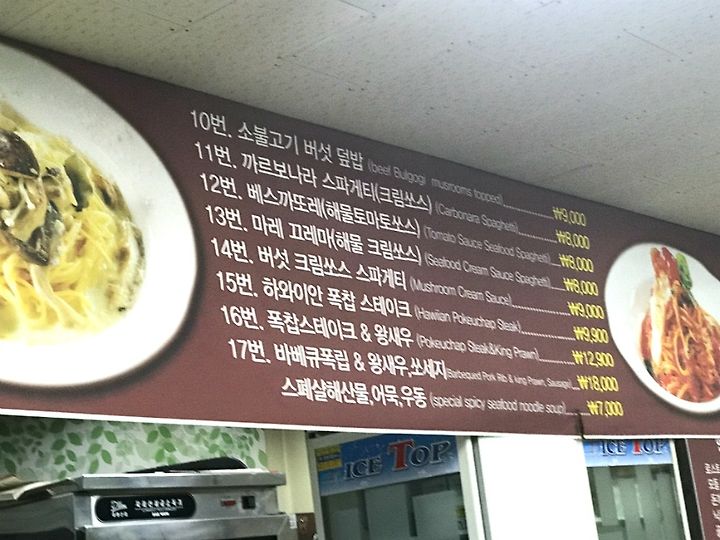 10번. 소불고기 버섯 덮밥 (beef Bulgogi musrooms topped)..............₩9,000
11번. 까르보나라 스파게티(크림쏘스) (Carbonara Spaghetti)..........₩8,000
12번. 베스까또레(해물토마토쏘스) (Tomato Sauce Seafood Spaghetti)...₩8,000
13번. 마레 끄레마(해물 크림쏘스) (Seafood Cream Sauce Spaghetti)....₩8,000
14번. 버섯 크림쏘스 스파게티 (Mushroom Cream Sauce)................₩9,000
15번. 하와이안 폭찹 스테이크 (Hawiian Pokeuchap Steak)..............₩9,900
16번. 폭찹스테이크 & 왕새우 (Pokeuchap Steak&King Prawn)..........₩12,900
17번. 바베큐폭립 & 왕새우,쏘세지(Barbequed Pork Rib & King Prawn, Sausage)...₩18,000
스폐샬해산물,어묵,우동 (special spicy seafood noodle soup).....₩7,000
ICE TOP
ICE TOP